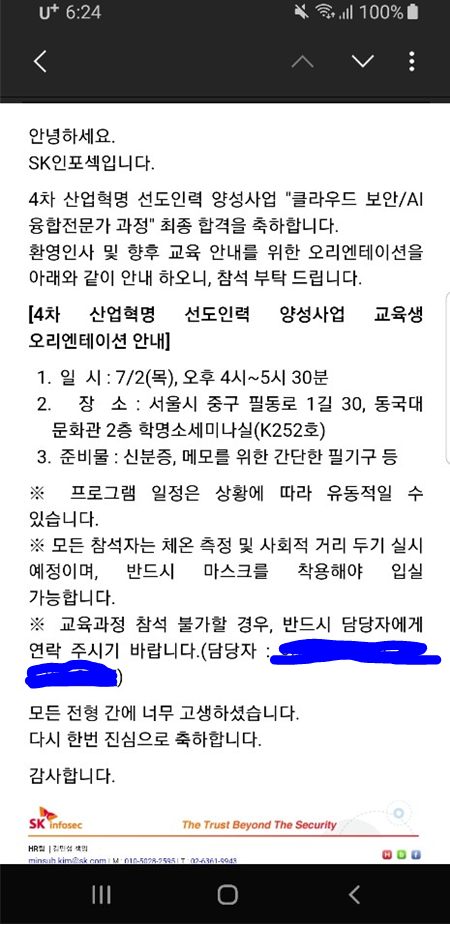 U+ 6:24 100%
안녕하세요.
SK인포섹입니다.
4차 산업혁명 선도인력 양성사업 "클라우드 보안/AI
융합전문가 과정" 최종 합격을 축하합니다.
환영인사 및 향후 교육 안내를 위한 오리엔테이션을
아래와 같이 안내 하오니, 참석 부탁 드립니다.
[4차 산업혁명 선도인력 양성사업 교육생
오리엔테이션 안내]
1. 일 시 : 7/2(목), 오후 4시~5시 30분
2. 장 소 : 서울시 중구 필동로 1길 30, 동국대
문화관 2층 학명소세미나실(K252호)
3. 준비물 : 신분증, 메모를 위한 간단한 필기구 등
※ 프로그램 일정은 상황에 따라 유동적일 수
있습니다.
※ 모든 참석자는 체온 측정 및 사회적 거리 두기 실시
예정이며, 반드시 마스크를 착용해야 입실
가능합니다.
※ 교육과정 참석 불가할 경우, 반드시 담당자에게
연락 주시기 바랍니다.(담당자 :
)
모든 전형 간에 너무 고생하셨습니다.
다시 한번 진심으로 축하합니다.
감사합니다.
SK infosec The Trust Beyond The Security
HR팀 | 김민섭 책임
minsub.kim@sk.com | M : 010-5028-2595 | T : 02-6361-9943